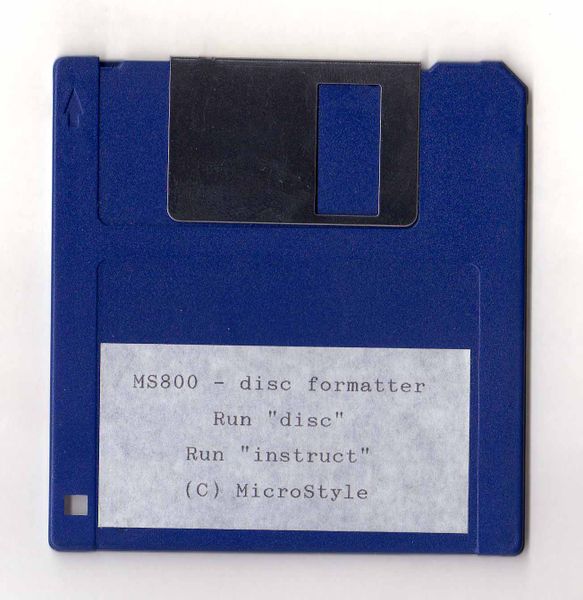 MS800 - disc formatter
Run "disc"
Run "instruct"
(C) MicroStyle